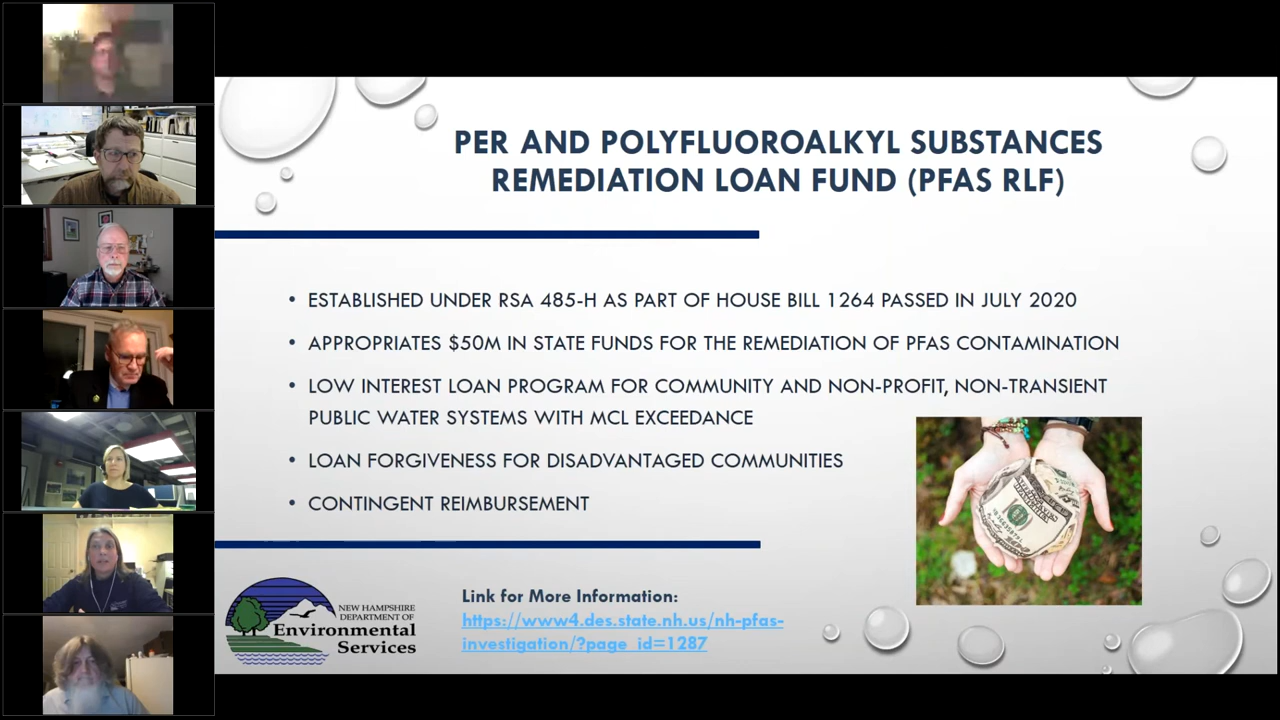 PER AND POLYFLUOROALKYL SUBSTANCES
REMEDIATION LOAN FUND (PFAS RLF)
• ESTABLISHED UNDER RSA 485-H AS PART OF HOUSE BILL 1264 PASSED IN JULY 2020
• APPROPRIATES $50M IN STATE FUNDS FOR THE REMEDIATION OF PFAS CONTAMINATION
• LOW INTEREST LOAN PROGRAM FOR COMMUNITY AND NON-PROFIT, NON-TRANSIENT
PUBLIC WATER SYSTEMS WITH MCL EXCEEDANCE
• LOAN FORGIVENESS FOR DISADVANTAGED COMMUNITIES
• CONTINGENT REIMBURSEMENT
NEW HAMPSHIRE
DEPARTMENT OF
Environmental
Services
Link for More Information:
https://www4.des.state.nh.us/nh-pfas-
investigation/?page_id=1287